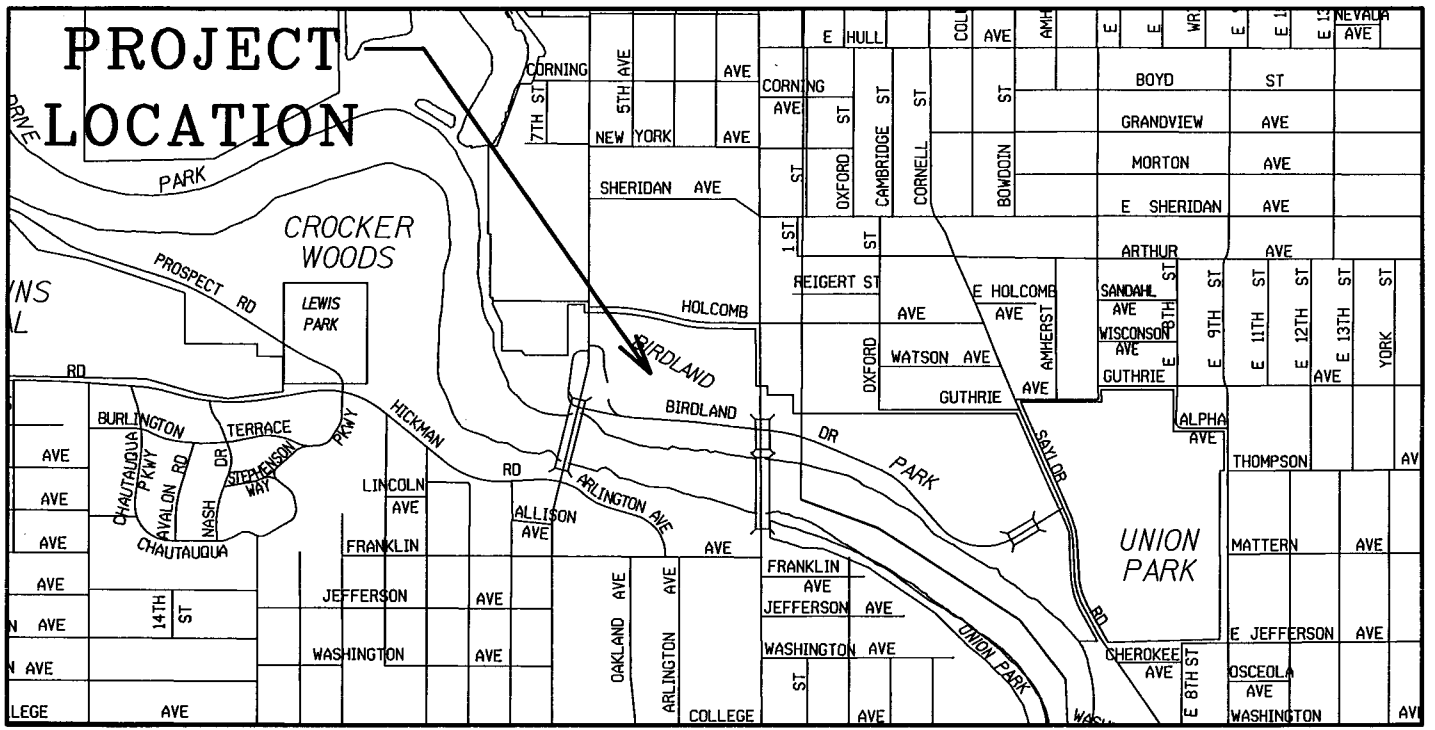 PROJECT
LOCATION
DRIVE
PARK
CROCKER
WOODS
PROSPECT RD
LEWIS
PARK
RD
BURLINGTON
TERRACE
PKWY
HICKMAN
RD
CHAUTAUQUA
PKWY
AVALON RD
NASH DR
STEPHENSON
WAY
CHAUTAUQUA
AVE
AVE
AVE
AVE
AVE
AVE
AVE
14TH
ST
LINCOLN
AVE
ALLISON
AVE
ARLINGTON AVE
FRANKLIN
AVE
JEFFERSON
AVE
WASHINGTON
AVE
OAKLAND AVE
ARLINGTON AVE
COLLEGE
AVE
CORNING
AVE
7TH ST
5TH AVE
NEW YORK
AVE
SHERIDAN AVE
HOLCOMB
AVE
BIRDLAND
BIRDLAND
DR
PARK
E HULL
AVE
CORNING
AVE
ST
OXFORD ST
CAMBRIDGE ST
CORNELL ST
BOWDOIN ST
1 ST
ST
REIGERT ST
OXFORD
WATSON AVE
GUTHRIE
AVE
E HOLCOMB
AVE
AMHERST
E
E
E
NEVADA
AVE
BOYD ST
GRANDVIEW AVE
MORTON AVE
E SHERIDAN AVE
ARTHUR AVE
SANDAHL
AVE
WISCONSON
AVE
E 8TH ST
E 9TH ST
E 11TH ST
E 12TH ST
E 13TH ST
YORK ST
GUTHRIE
AVE
ALPHA
AVE
THOMPSON
SAYLOR
RD
UNION
PARK
MATTERN AVE
E JEFFERSON AVE
CHEROKEE
AVE
E 8TH ST
OSCEOLA
AVE
WASHINGTON
FRANKLIN
AVE
JEFFERSON AVE
WASHINGTON AVE
ST
UNION PARK
AVE